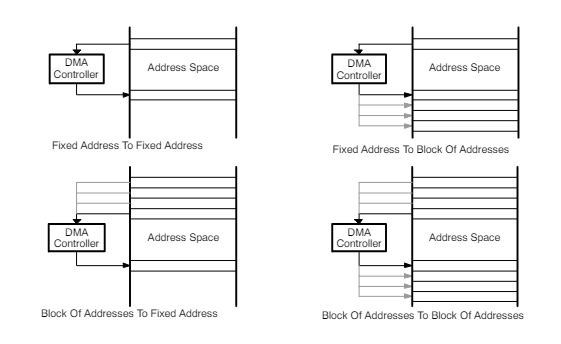 DMA
Controller
Address Space
Fixed Address To Fixed Address
DMA
Controller
Address Space
Fixed Address To Block Of Addresses
DMA
Controller
Address Space
Block Of Addresses To Fixed Address
DMA
Controller
Address Space
Block Of Addresses To Block Of Addresses